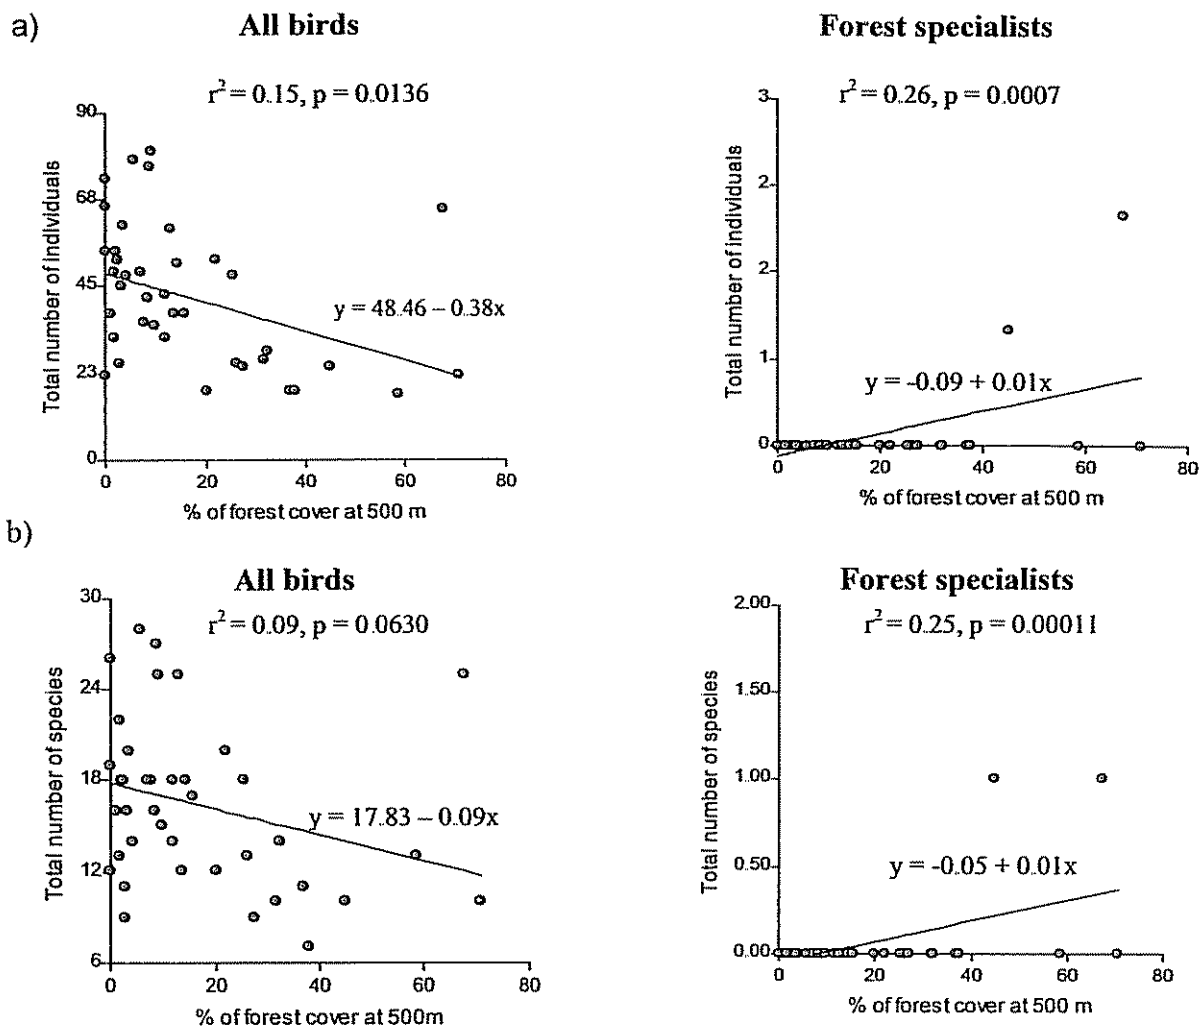 a)
All birds
r² = 0.15, p = 0.0136
90
68
45
23
0
Total number of individuals
y = 48.46 – 0.38x
0 20 40 60 80
% of forest cover at 500 m
Forest specialists
r² = 0.26, p = 0.0007
3
2
2
1
0
Total number of individuals
y = -0.09 + 0.01x
0 20 40 60 80
% of forest cover at 500 m
b)
All birds
r² = 0.09, p = 0.0630
30
24
18
12
6
Total number of species
y = 17.83 – 0.09x
0 20 40 60 80
% of forest cover at 500m
Forest specialists
r² = 0.25, p = 0.00011
2.00
1.50
1.00
0.50
0.00
Total number of species
y = -0.05 + 0.01x
0 20 40 60 80
% of forest cover at 500 m